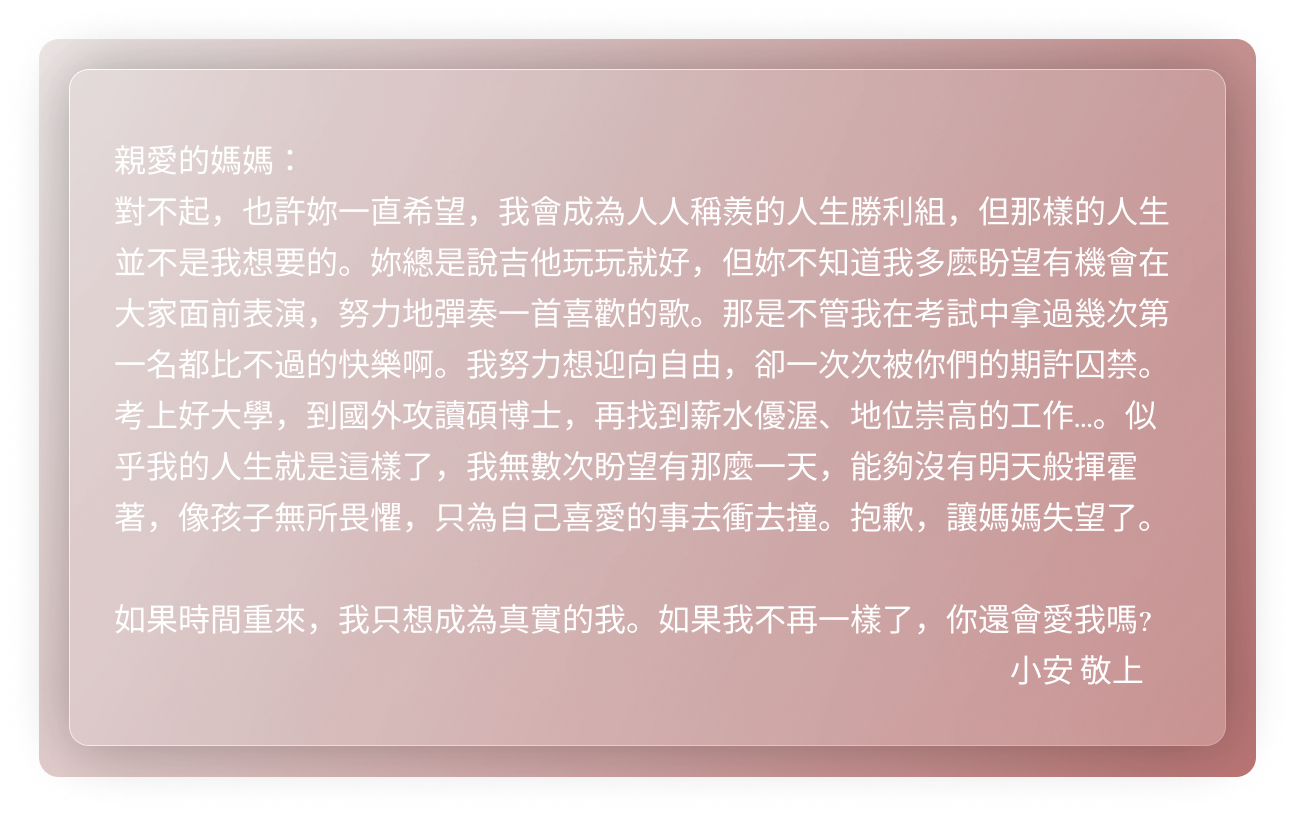 親愛的媽媽：
對不起，也許妳一直希望，我會成為人人稱羨的人生勝利組，但那樣的人生
並不是我想要的。妳總是說吉他玩玩就好，但妳不知道我多麽盼望有機會在
大家面前表演，努力地彈奏一首喜歡的歌。那是不管我在考試中拿過幾次第
一名都比不過的快樂啊。我努力想迎向自由，卻一次次被你們的期許囚禁。
考上好大學，到國外攻讀碩博士，再找到薪水優渥、地位崇高的工作...。似
乎我的人生就是這樣了，我無數次盼望有那麼一天，能夠沒有明天般揮霍
著，像孩子無所畏懼，只為自己喜愛的事去衝去撞。抱歉，讓媽媽失望了。
如果時間重來，我只想成為真實的我。如果我不再一樣了，你還會愛我嗎?
小安 敬上